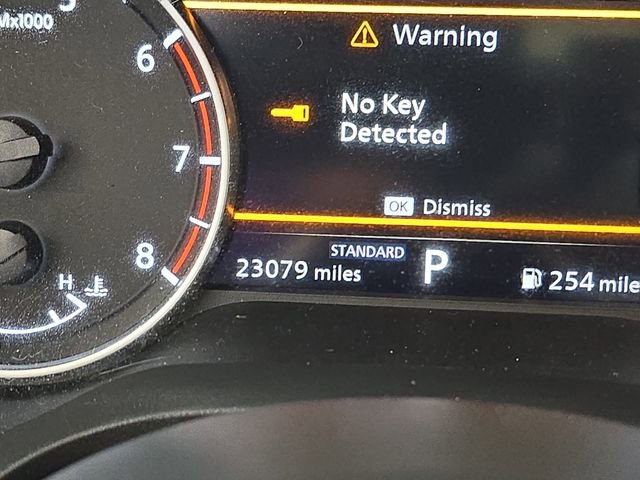 Mx1000
6
7
8
H
Warning
No Key
Detected
OK Dismiss
STANDARD
23079 miles
P
254 mile